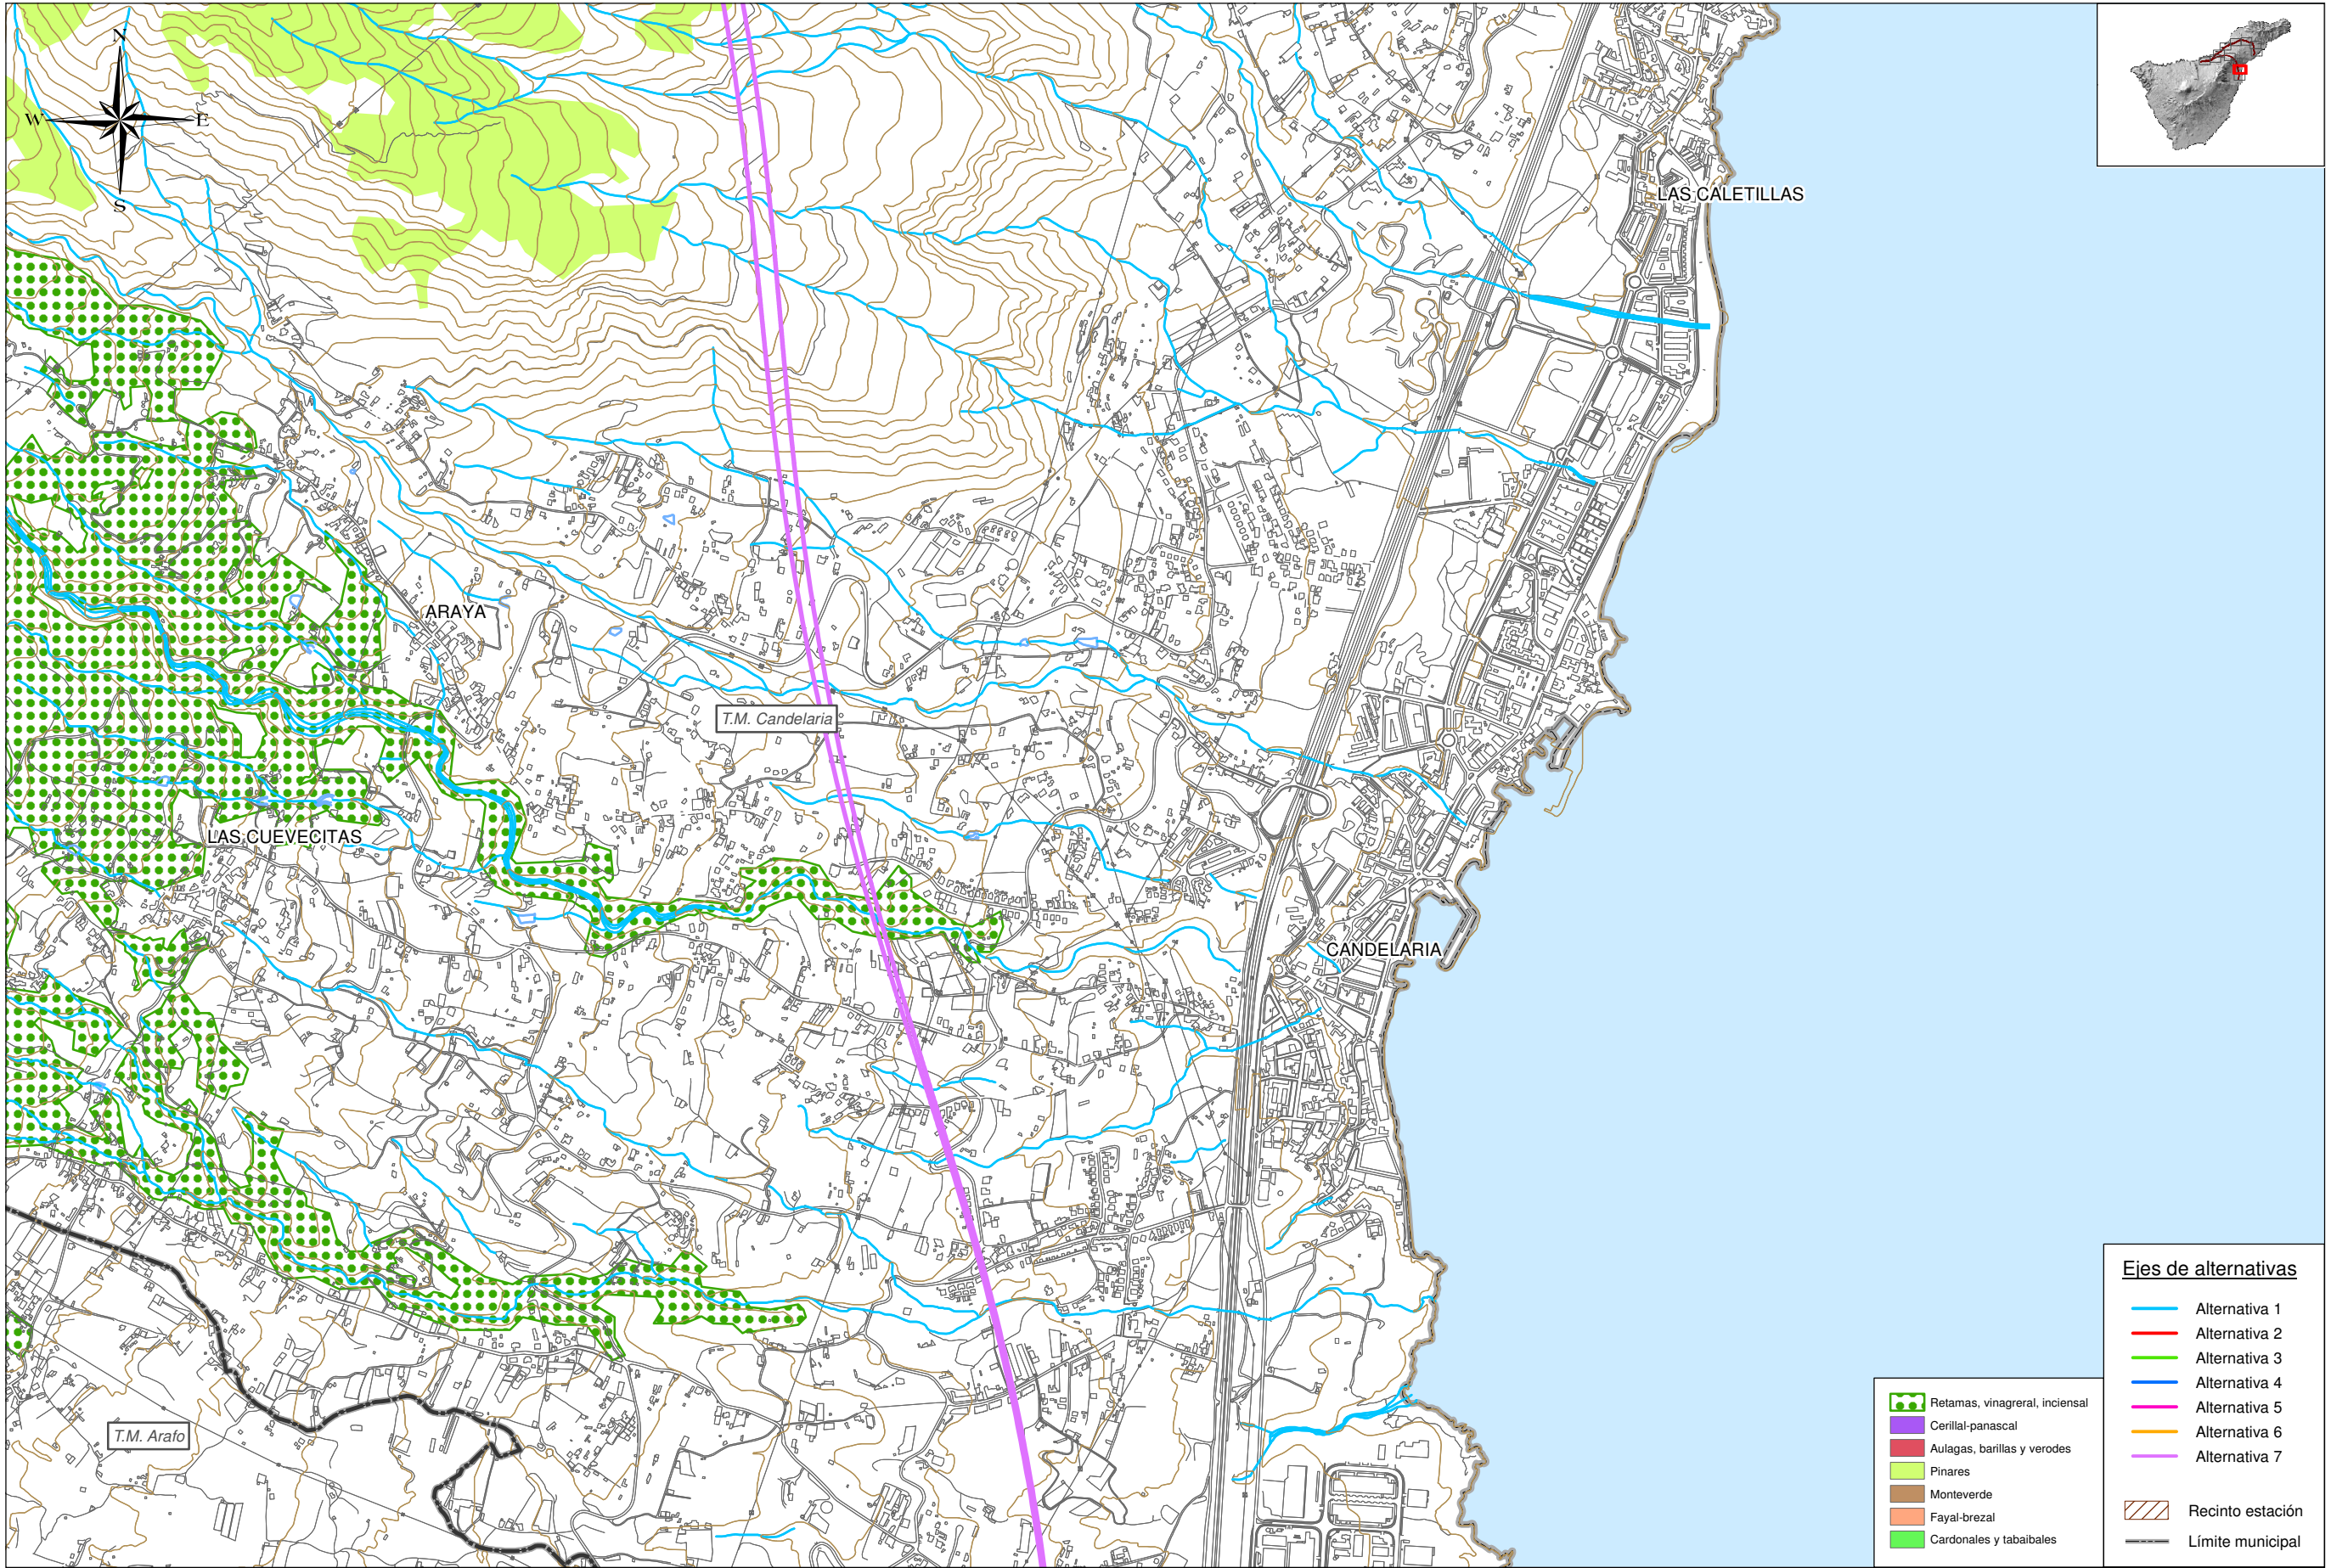 N
W
E
S
LAS CALETILLAS
ARAYA
T.M. Candelaria
LAS CUEVECITAS
CANDELARIA
T.M. Arafo
Ejes de alternativas
Alternativa 1
Alternativa 2
Alternativa 3
Alternativa 4
Alternativa 5
Alternativa 6
Alternativa 7
Recinto estación
Límite municipal
Retamas, vinagreral, inciensal
Cerillal-panascal
Aulagas, barillas y verodes
Pinares
Monteverde
Fayal-brezal
Cardonales y tabaibales